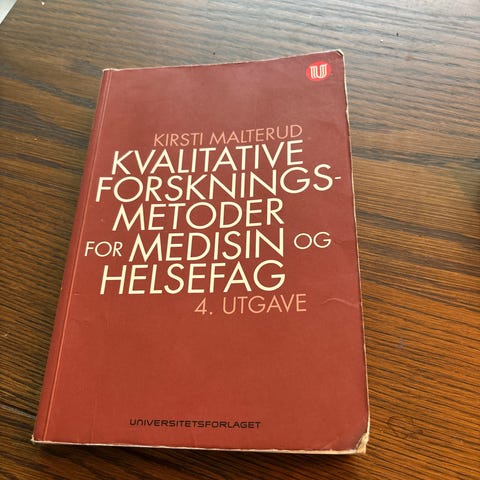 KIRSTI MALTERUD
KVALITATIVE
FORSKNINGS-
METODER
FOR MEDISIN OG
HELSEFAG
4. UTGAVE
UNIVERSITETSFORLAGET